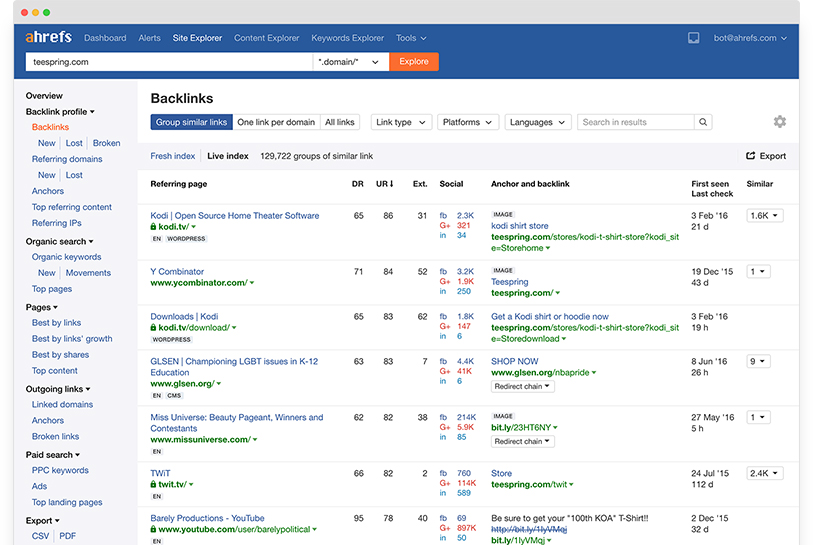 ahrefs Dashboard Alerts Site Explorer Content Explorer Keywords Explorer Tools bot@ahrefs.com
teespring.com *.domain/* Explore
Overview
Backlink profile
Backlinks
New Lost Broken
Referring domains
New Lost
Anchors
Top referring content
Referring IPs
Organic search
Organic keywords
New Movements
Top pages
Pages
Best by links
Best by links' growth
Best by shares
Top content
Outgoing links
Linked domains
Anchors
Broken links
Paid search
PPC keywords
Ads
Top landing pages
Export
CSV PDF
Backlinks
Group similar links One link per domain All links Link type Platforms Languages Search in results
Fresh index Live index 129,722 groups of similar link Export
Referring page DR UR↓ Ext. Social Anchor and backlink First seen Similar
Last check
Kodi | Open Source Home Theater Software 65 86 31 fb 2.3K IMAGE 3 Feb '16 1.6K
kodi.tv/ G+ 321 kodi shirt store 21 d
EN WORDPRESS in 34 teespring.com/stores/kodi-t-shirt-store?kodi_sit
e=Storehome
Y Combinator 71 84 52 fb 3.2K IMAGE 19 Dec '15 1
www.ycombinator.com/ G+ 1.9K Teespring 43 d
in 250 teespring.com/
Downloads | Kodi 65 83 62 fb 1.8K Get a Kodi shirt or hoodie now 3 Feb '16
kodi.tv/download/ G+ 147 teespring.com/stores/kodi-t-shirt-store?kodi_sit 19 h
WORDPRESS in 6 e=Storedownload
GLSEN | Championing LGBT issues in K-12 63 83 7 fb 4.4K SHOP NOW 8 Jun '16 9
Education G+ 41K www.glsen.org/nbapride 26 h
www.glsen.org/ in 6 Redirect chain
EN CMS
Miss Universe: Beauty Pageant, Winners and 62 82 38 fb 214K IMAGE 27 May '16 1
Contestants G+ 5.9K bit.ly/23HT6NY 5 h
www.missuniverse.com/ in 85 Redirect chain
EN
TWiT 66 82 2 fb 760 Store 24 Jul '15 2.4K
twit.tv/ G+ 114K teespring.com/twit 112 d
EN in 589
Barely Productions - YouTube 95 78 40 fb 69 Be sure to get your "100th KOA" T-Shirt!! 2 Dec '15
www.youtube.com/user/barelypolitical G+ 897K http://bit.ly/1IyVMqj 32 d
EN in 50 bit.ly/1IyVMqj